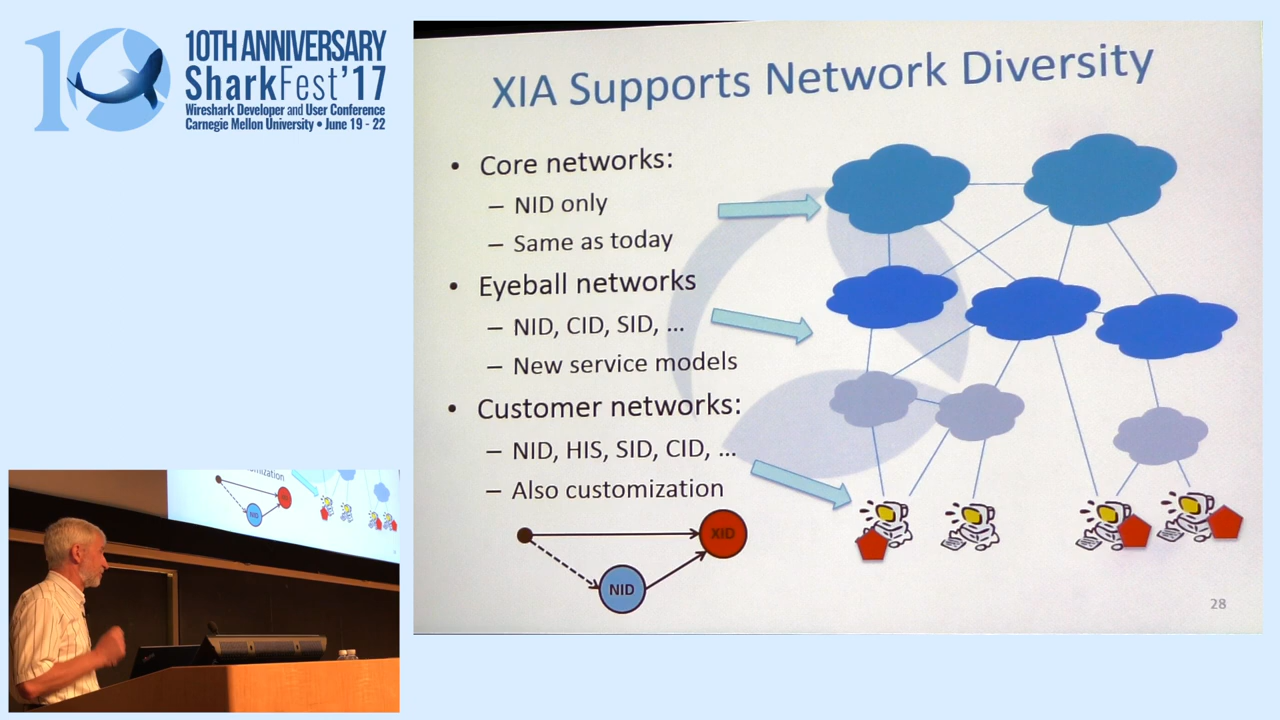 10
10TH ANNIVERSARY
SharkFest'17
Wireshark Developer and User Conference
Carnegie Mellon University • June 19 - 22
XIA Supports Network Diversity
• Core networks:
– NID only
– Same as today
• Eyeball networks
– NID, CID, SID, ...
– New service models
• Customer networks:
– NID, HIS, SID, CID, ...
– Also customization
XID
NID
28
NID